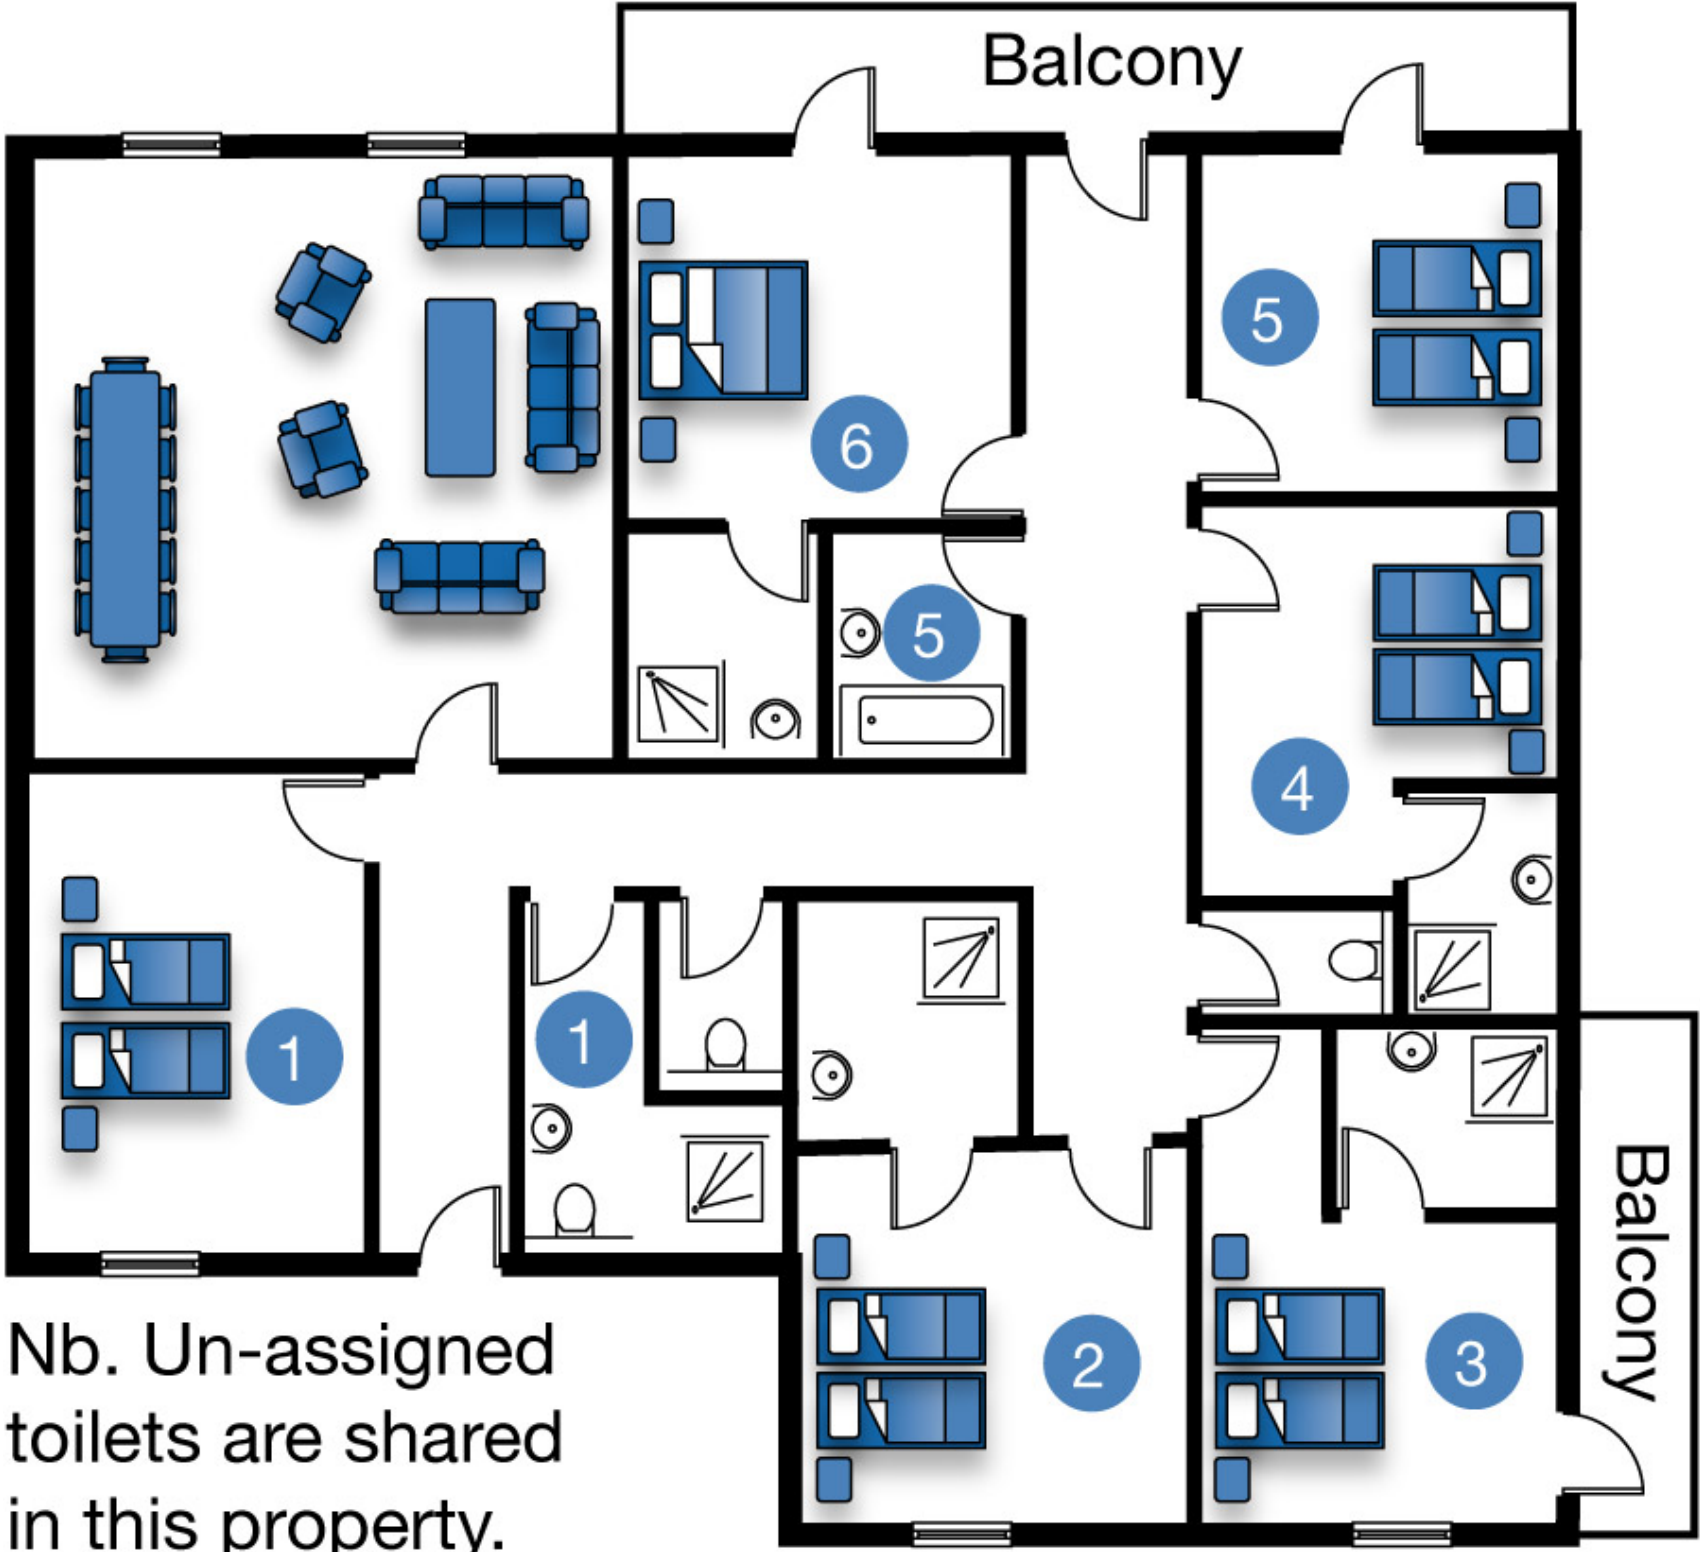 Balcony
5
6
5
4
1
1
2
3
Balcony
Nb. Un-assigned
toilets are shared
in this property.